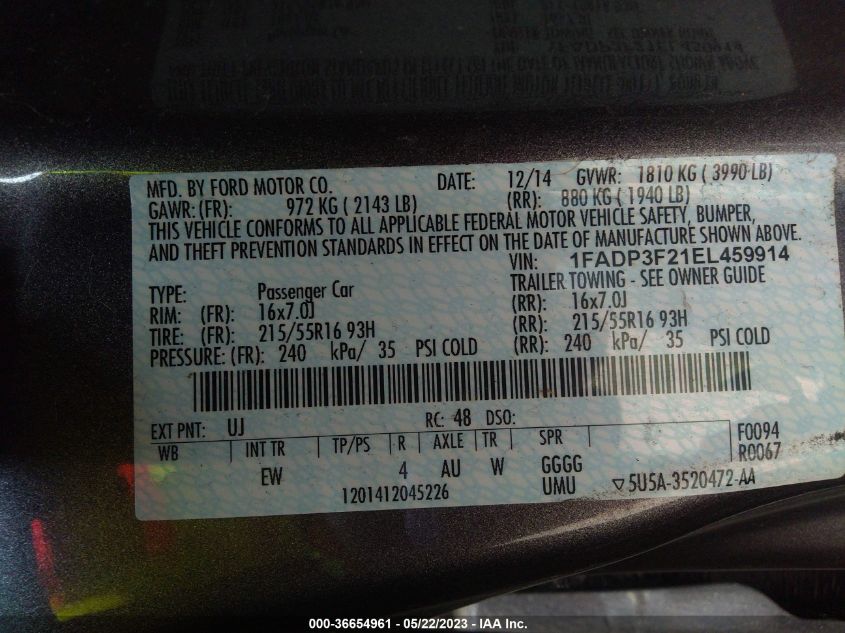 MFD. BY FORD MOTOR CO. DATE: 12/14 GVWR: 1810 KG ( 3990 LB)
GAWR: (FR): 972 KG ( 2143 LB) (RR): 880 KG ( 1940 LB)
THIS VEHICLE CONFORMS TO ALL APPLICABLE FEDERAL MOTOR VEHICLE SAFETY, BUMPER,
AND THEFT PREVENTION STANDARDS IN EFFECT ON THE DATE OF MANUFACTURE SHOWN ABOVE.
VIN: 1FADP3F21EL459914
TYPE: Passenger Car TRAILER TOWING - SEE OWNER GUIDE
RIM: (FR): 16x7.0J (RR): 16x7.0J
TIRE: (FR): 215/55R16 93H (RR): 215/55R16 93H
PRESSURE: (FR): 240 kPa/ 35 PSI COLD (RR): 240 kPa/ 35 PSI COLD
EXT PNT: UJ RC: 48 DSO:
WB INT TR TP/PS R AXLE TR SPR F0094
EW 4 AU W GGGG R0067
1201412045226 UMU ▽5U5A-3520472-AA
000-36654961 - 05/22/2023 - IAA Inc.